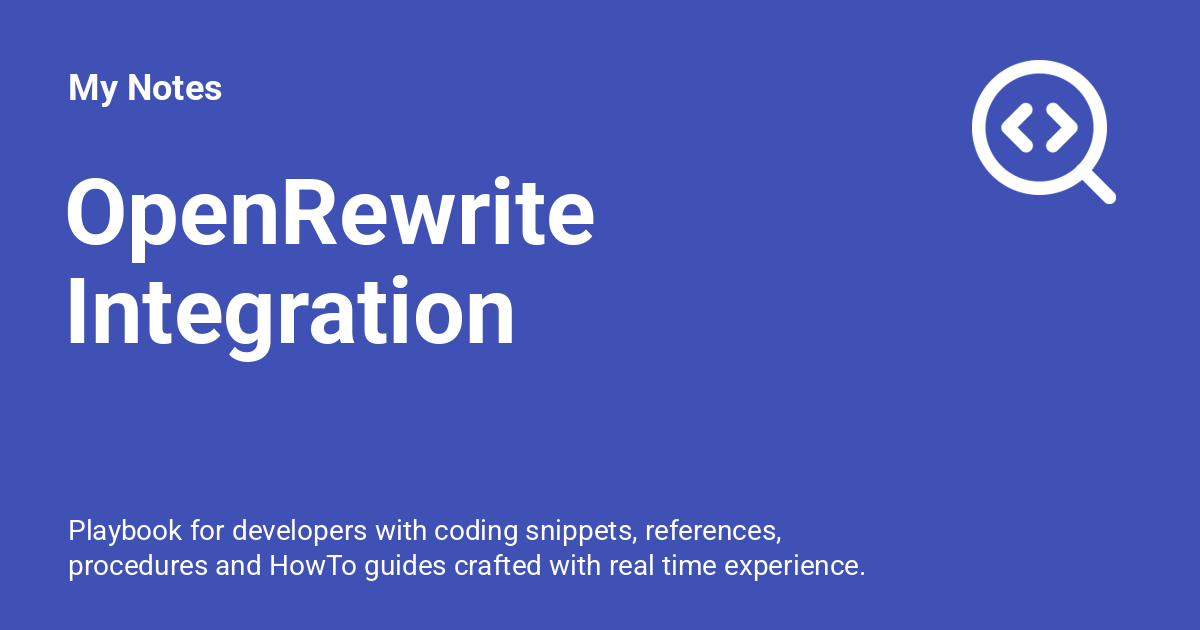 My Notes
OpenRewrite
Integration
Playbook for developers with coding snippets, references,
procedures and HowTo guides crafted with real time experience.